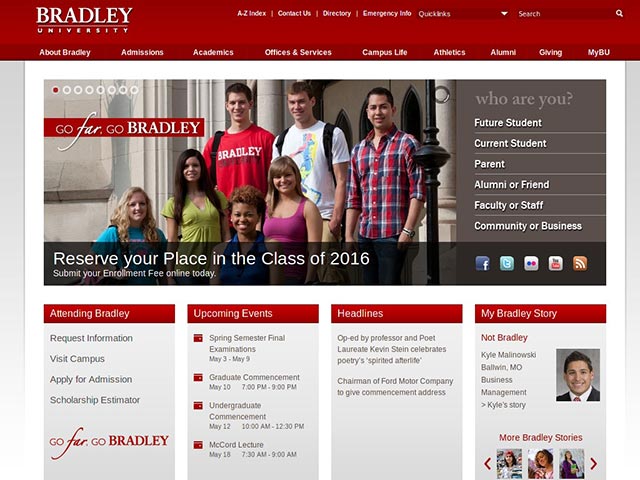 BRADLEY
UNIVERSITY
A-Z Index | Contact Us | Directory | Emergency Info
Quicklinks
Search
About Bradley Admissions Academics Offices & Services Campus Life Athletics Alumni Giving MyBU
GO far. GO BRADLEY
BRADLEY
who are you?
Future Student
Current Student
Parent
Alumni or Friend
Faculty or Staff
Community or Business
Reserve your Place in the Class of 2016
Submit your Enrollment Fee online today.
Attending Bradley
Request Information
Visit Campus
Apply for Admission
Scholarship Estimator
GO far. GO BRADLEY
Upcoming Events
Spring Semester Final
Examinations
May 3 - May 9
Graduate Commencement
May 10 7:00 PM - 9:00 PM
Undergraduate
Commencement
May 12 10:00 AM - 12:30 PM
McCord Lecture
May 18 7:30 AM - 9:00 AM
Headlines
Op-ed by professor and Poet
Laureate Kevin Stein celebrates
poetry's 'spirited afterlife'
Chairman of Ford Motor Company
to give commencement address
My Bradley Story
Not Bradley
Kyle Malinowski
Ballwin, MO
Business
Management
> Kyle's story
More Bradley Stories